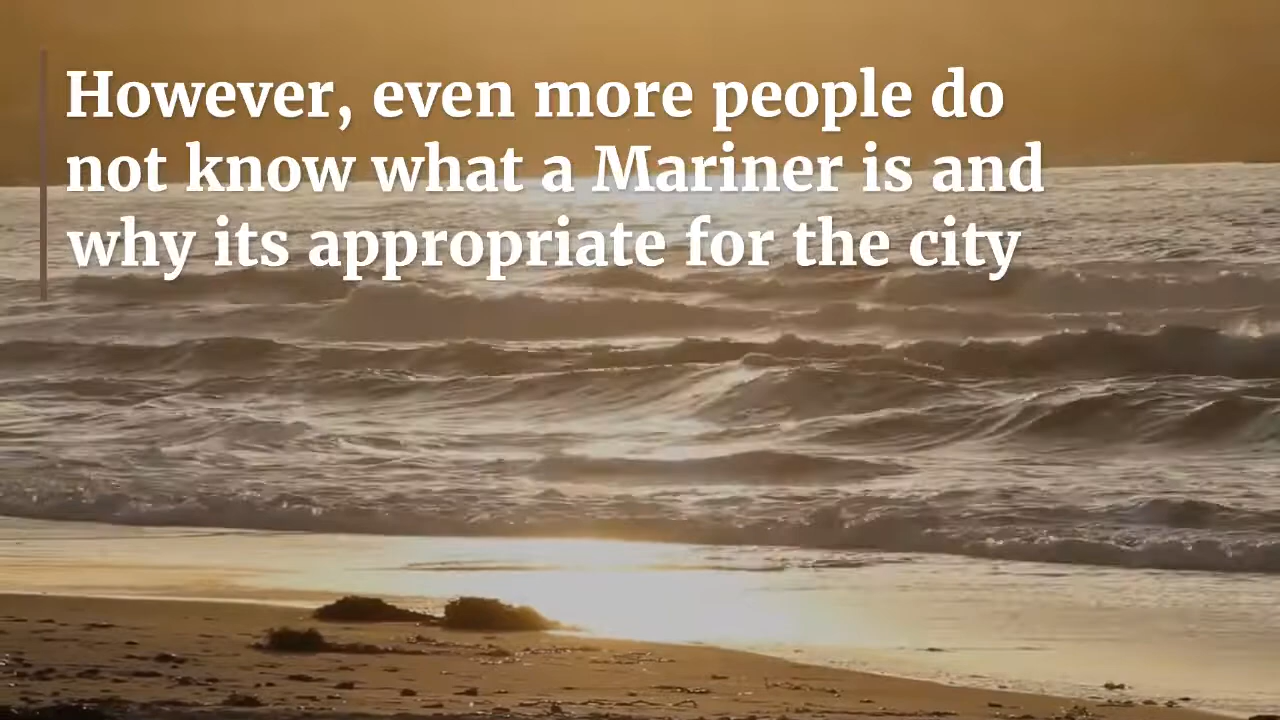 However, even more people do
not know what a Mariner is and
why its appropriate for the city